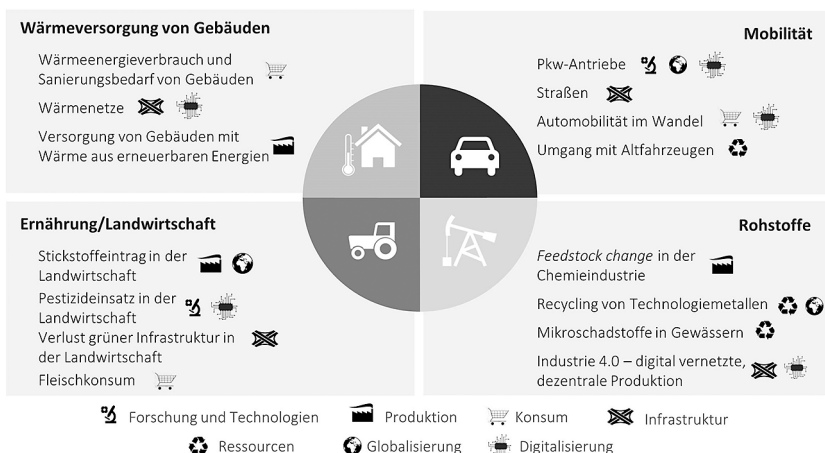 Wärmeversorgung von Gebäuden
Wärmeenergieverbrauch und
Sanierungsbedarf von Gebäuden
Wärmenetze
Versorgung von Gebäuden mit
Wärme aus erneuerbaren Energien
Mobilität
Pkw-Antriebe
Straßen
Automobilität im Wandel
Umgang mit Altfahrzeugen
Ernährung/Landwirtschaft
Stickstoffeintrag in der
Landwirtschaft
Pestizideinsatz in der
Landwirtschaft
Verlust grüner Infrastruktur in
der Landwirtschaft
Fleischkonsum
Rohstoffe
Feedstock change in der
Chemieindustrie
Recycling von Technologiemetallen
Mikroschadstoffe in Gewässern
Industrie 4.0 – digital vernetzte,
dezentrale Produktion
Forschung und Technologien Produktion Konsum Infrastruktur
Ressourcen Globalisierung Digitalisierung